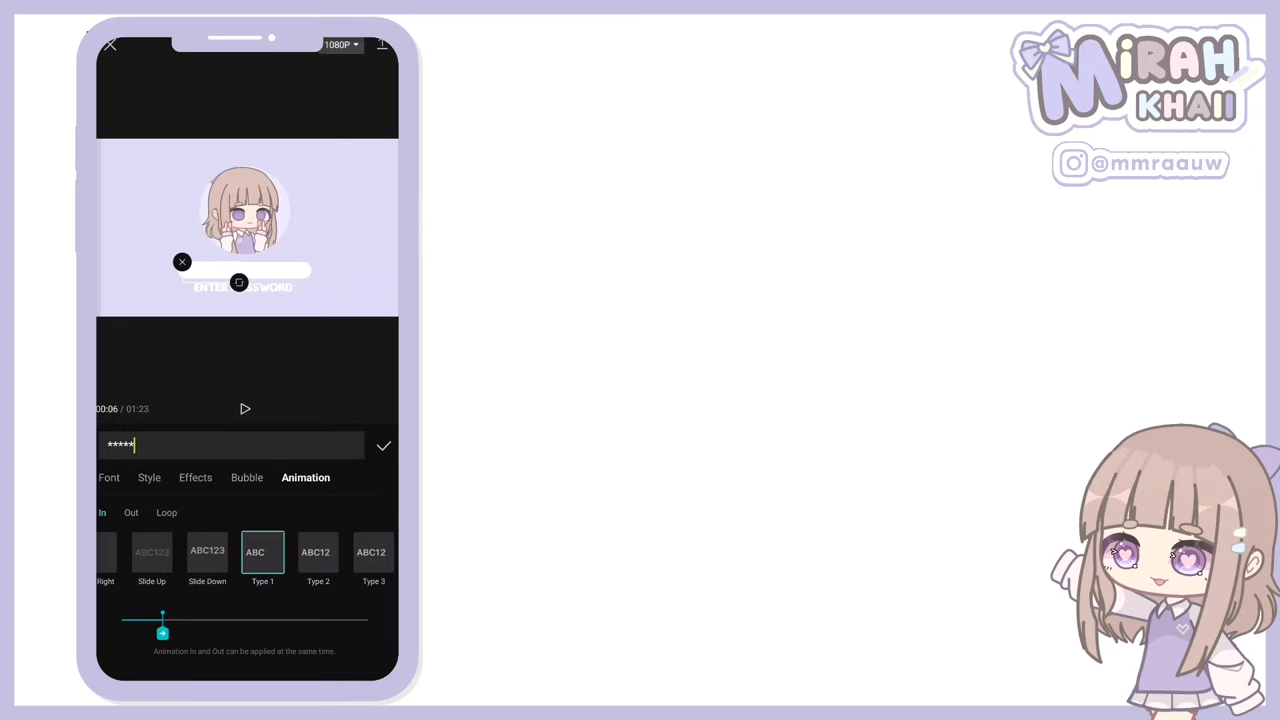 1080P
MiRAH
KHAII
@mmraauw
00:06 / 01:23
*****
Font Style Effects Bubble Animation
In Out Loop
ABC123 ABC123 ABC ABC12 ABC12
Right Slide Up Slide Down Type 1 Type 2 Type 3
Animation In and Out can be applied at the same time.